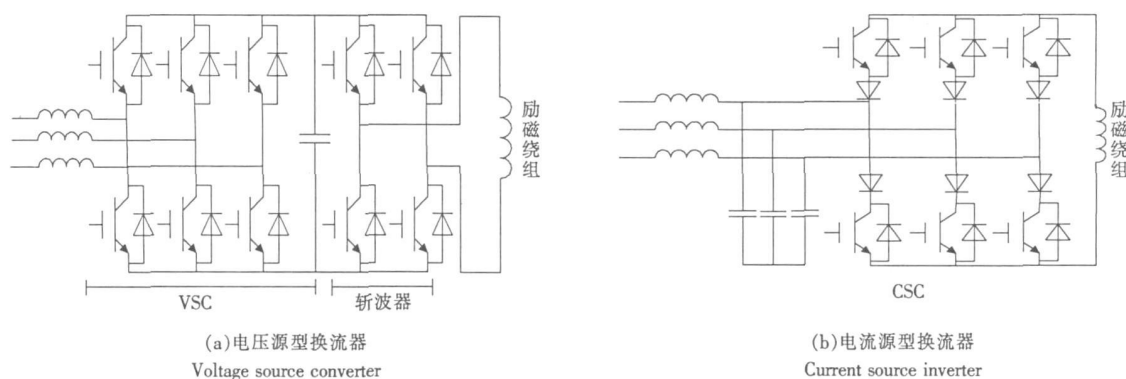 励磁绕组
励磁绕组
VSC
斩波器
CSC
(a)电压源型换流器
Voltage source converter
(b)电流源型换流器
Current source inverter